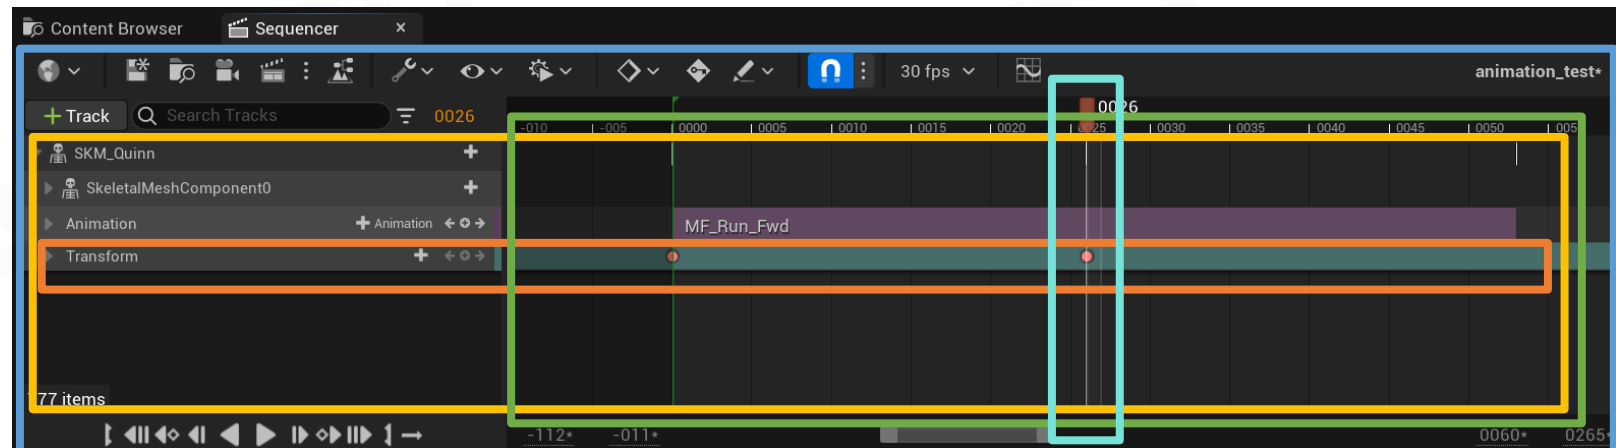 Content Browser Sequencer ×
30 fps animation_test*
+ Track Search Tracks 0026 0026
-010 -005 0000 0005 0010 0015 0020 0025 0030 0035 0040 0045 0050 005
SKM_Quinn
SkeletalMeshComponent0
Animation + Animation MF_Run_Fwd
Transform
77 items
-112* -011* 0060* 0265*